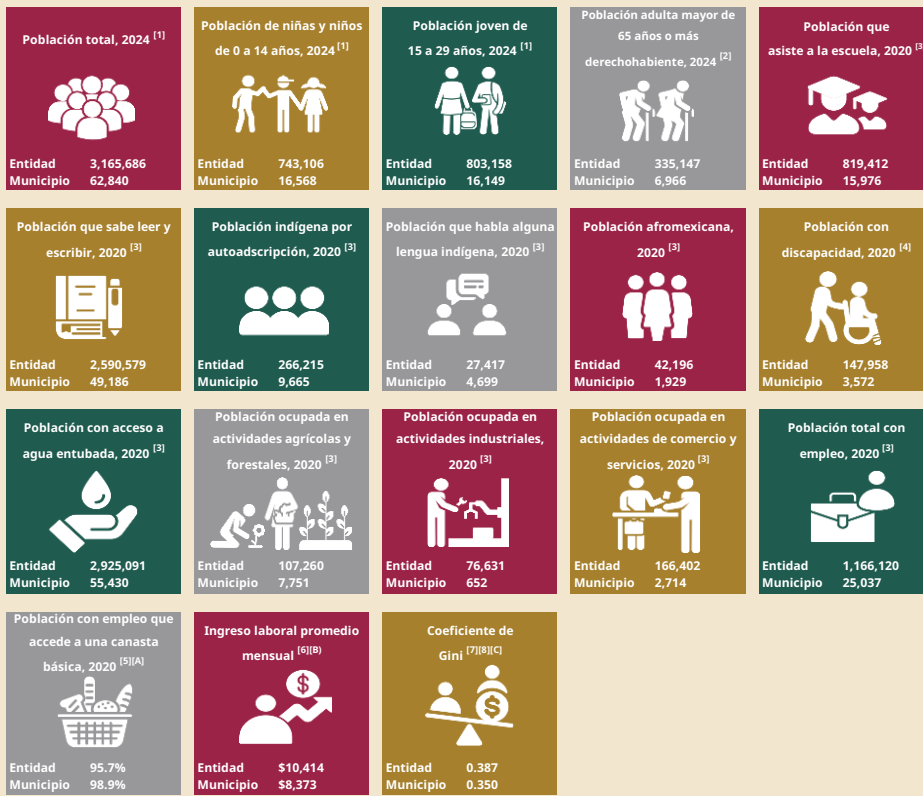 Población total, 2024 [1]
Entidad 3,165,686
Municipio 62,840
Población de niñas y niños
de 0 a 14 años, 2024 [1]
Entidad 743,106
Municipio 16,568
Población joven de
15 a 29 años, 2024 [1]
Entidad 803,158
Municipio 16,149
Población adulta mayor de
65 años o más
derechohabiente, 2024 [2]
Entidad 335,147
Municipio 6,966
Población que
asiste a la escuela, 2020 [3
Entidad 819,412
Municipio 15,976
Población que sabe leer y
escribir, 2020 [3]
Entidad 2,590,579
Municipio 49,186
Población indígena por
autoadscripción, 2020 [3]
Entidad 266,215
Municipio 9,665
Población que habla alguna
lengua indígena, 2020 [3]
Entidad 27,417
Municipio 4,699
Población afromexicana,
2020 [3]
Entidad 42,196
Municipio 1,929
Población con
discapacidad, 2020 [4]
Entidad 147,958
Municipio 3,572
Población con acceso a
agua entubada, 2020 [3]
Entidad 2,925,091
Municipio 55,430
Población ocupada en
actividades agrícolas y
forestales, 2020 [3]
Entidad 107,260
Municipio 7,751
Población ocupada en
actividades industriales,
2020 [3]
Entidad 76,631
Municipio 652
Población ocupada en
actividades de comercio y
servicios, 2020 [3]
Entidad 166,402
Municipio 2,714
Población total con
empleo, 2020 [3]
Entidad 1,166,120
Municipio 25,037
Población con empleo que
accede a una canasta
básica, 2020 [5][A]
Entidad 95.7%
Municipio 98.9%
Ingreso laboral promedio
mensual [6][B]
$
Entidad $10,414
Municipio $8,373
Coeficiente de
Gini [7][8][C]
$
Entidad 0.387
Municipio 0.350